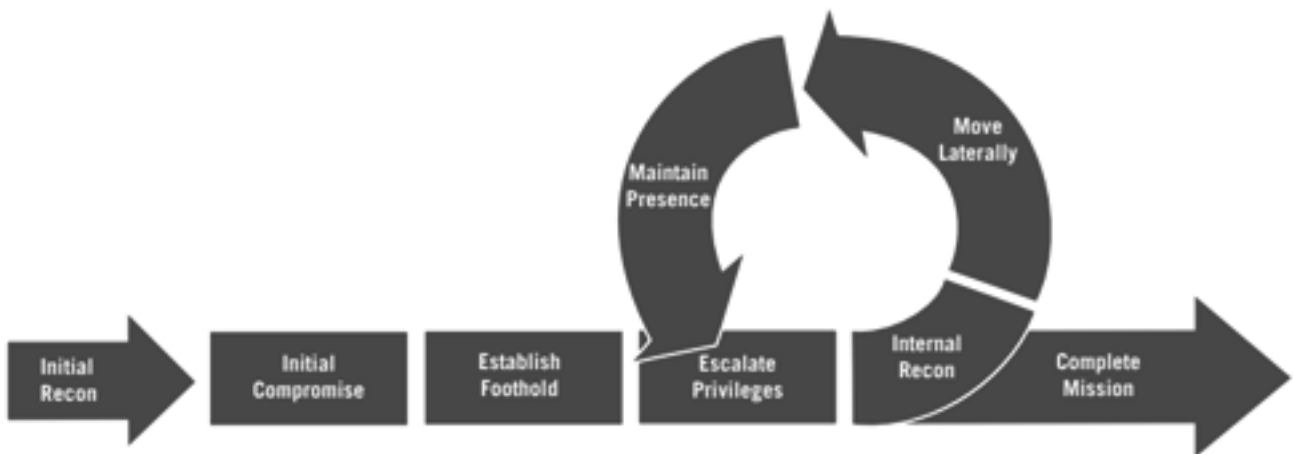 Initial
Recon
Initial
Compromise
Establish
Foothold
Escalate
Privileges
Internal
Recon
Move
Laterally
Maintain
Presence
Complete
Mission